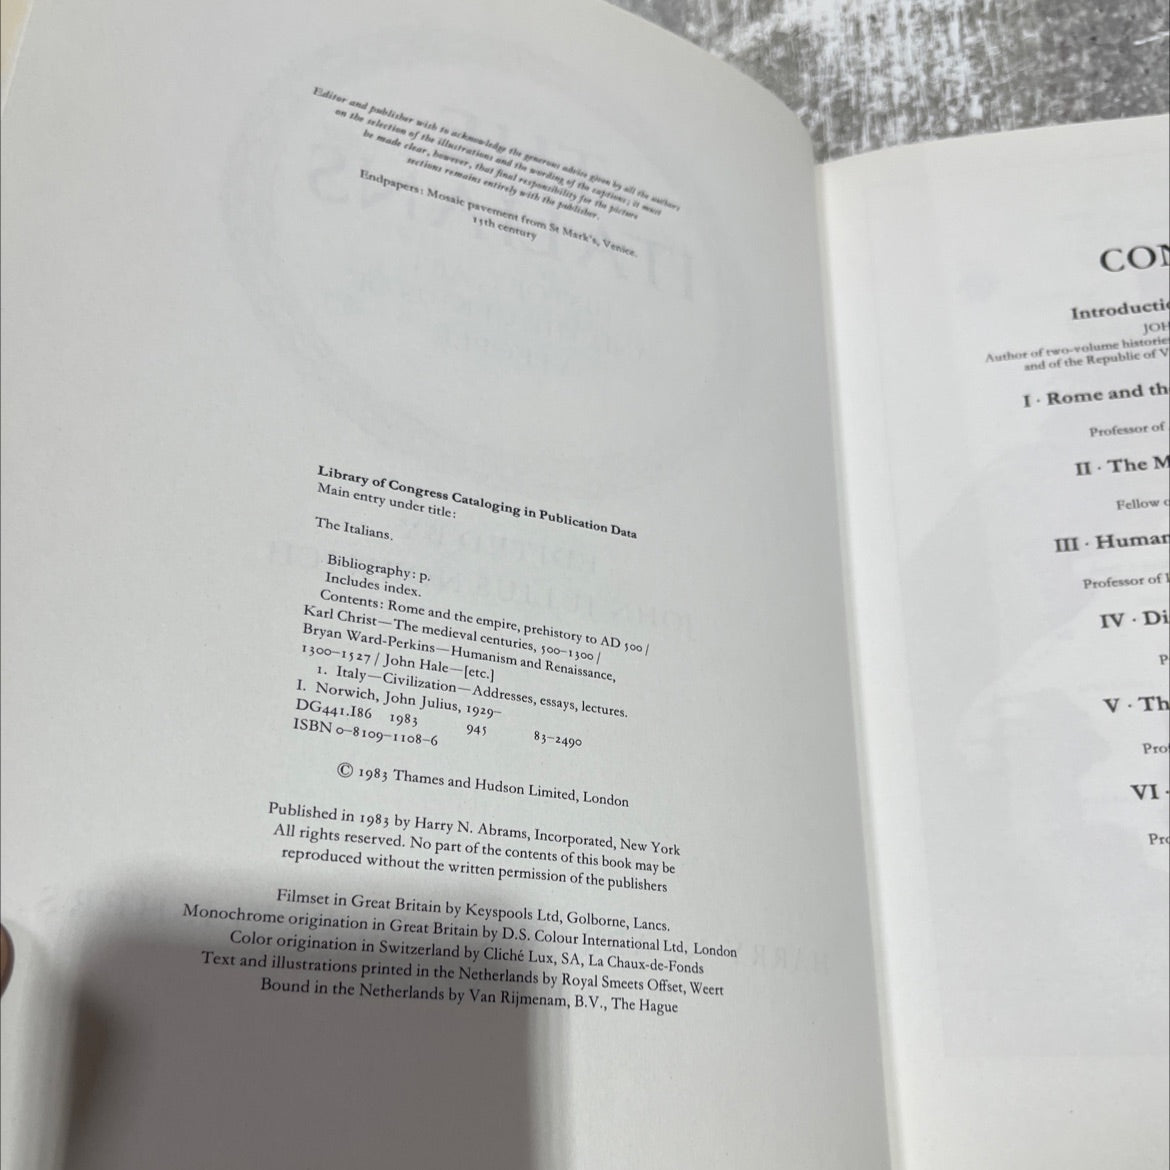 Editor and publisher wish to acknowledge the generous advice given by all the authors
on the selection of the illustrations and the wording of the captions; it must
be made clear, however, that final responsibility for the picture
sections remains entirely with the publisher.
Endpapers: Mosaic pavement from St Mark's, Venice.
15th century
Library of Congress Cataloging in Publication Data
Main entry under title:
The Italians.
Bibliography: p.
Includes index.
Contents: Rome and the empire, prehistory to AD 500 /
Karl Christ—The medieval centuries, 500–1300 /
Bryan Ward-Perkins—Humanism and Renaissance,
1300–1527 / John Hale—[etc.]
1. Italy—Civilization—Addresses, essays, lectures.
I. Norwich, John Julius, 1929–
DG441.I86 1983 945 83–2490
ISBN 0–8109–1108–6
© 1983 Thames and Hudson Limited, London
Published in 1983 by Harry N. Abrams, Incorporated, New York
All rights reserved. No part of the contents of this book may be
reproduced without the written permission of the publishers
Filmset in Great Britain by Keyspools Ltd, Golborne, Lancs.
Monochrome origination in Great Britain by D.S. Colour International Ltd, London
Color origination in Switzerland by Cliché Lux, SA, La Chaux-de-Fonds
Text and illustrations printed in the Netherlands by Royal Smeets Offset, Weert
Bound in the Netherlands by Van Rijmenam, B.V., The Hague
CON
Introductio
JOH
Author of two-volume historie
and of the Republic of V
I · Rome and th
Professor of
II · The M
Fellow o
III · Human
Professor of
IV · Di
P
V · Th
Prof
VI ·
Pro